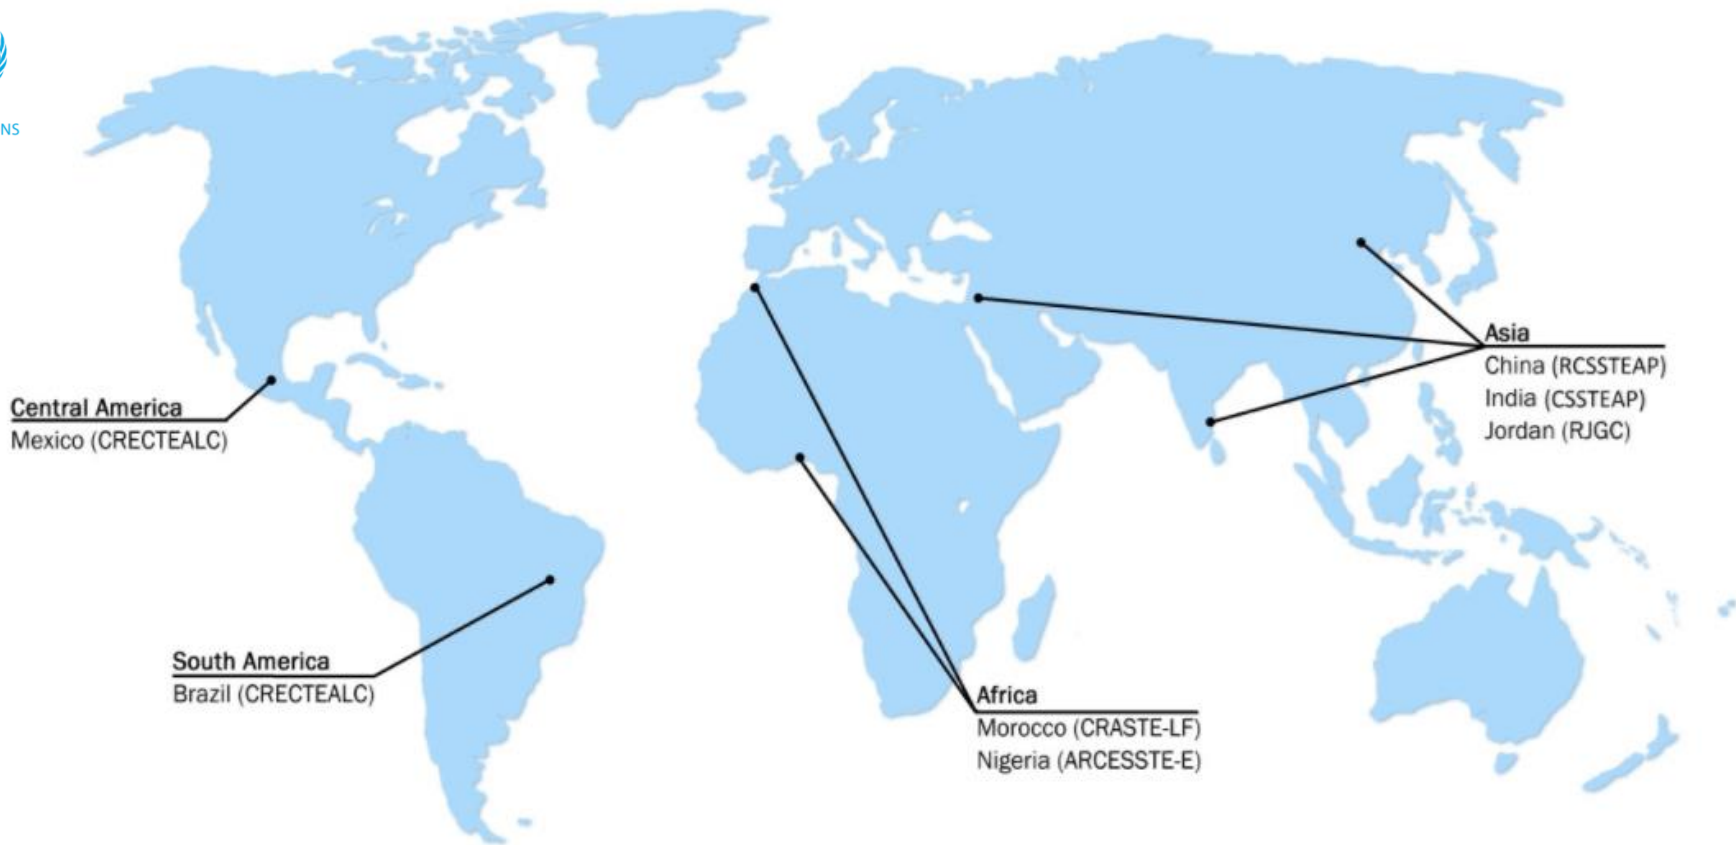 NS
Central America
Mexico (CRECTEALC)
South America
Brazil (CRECTEALC)
Africa
Morocco (CRASTE-LF)
Nigeria (ARCESSTE-E)
Asia
China (RCSSTEAP)
India (CSSTEAP)
Jordan (RJGC)